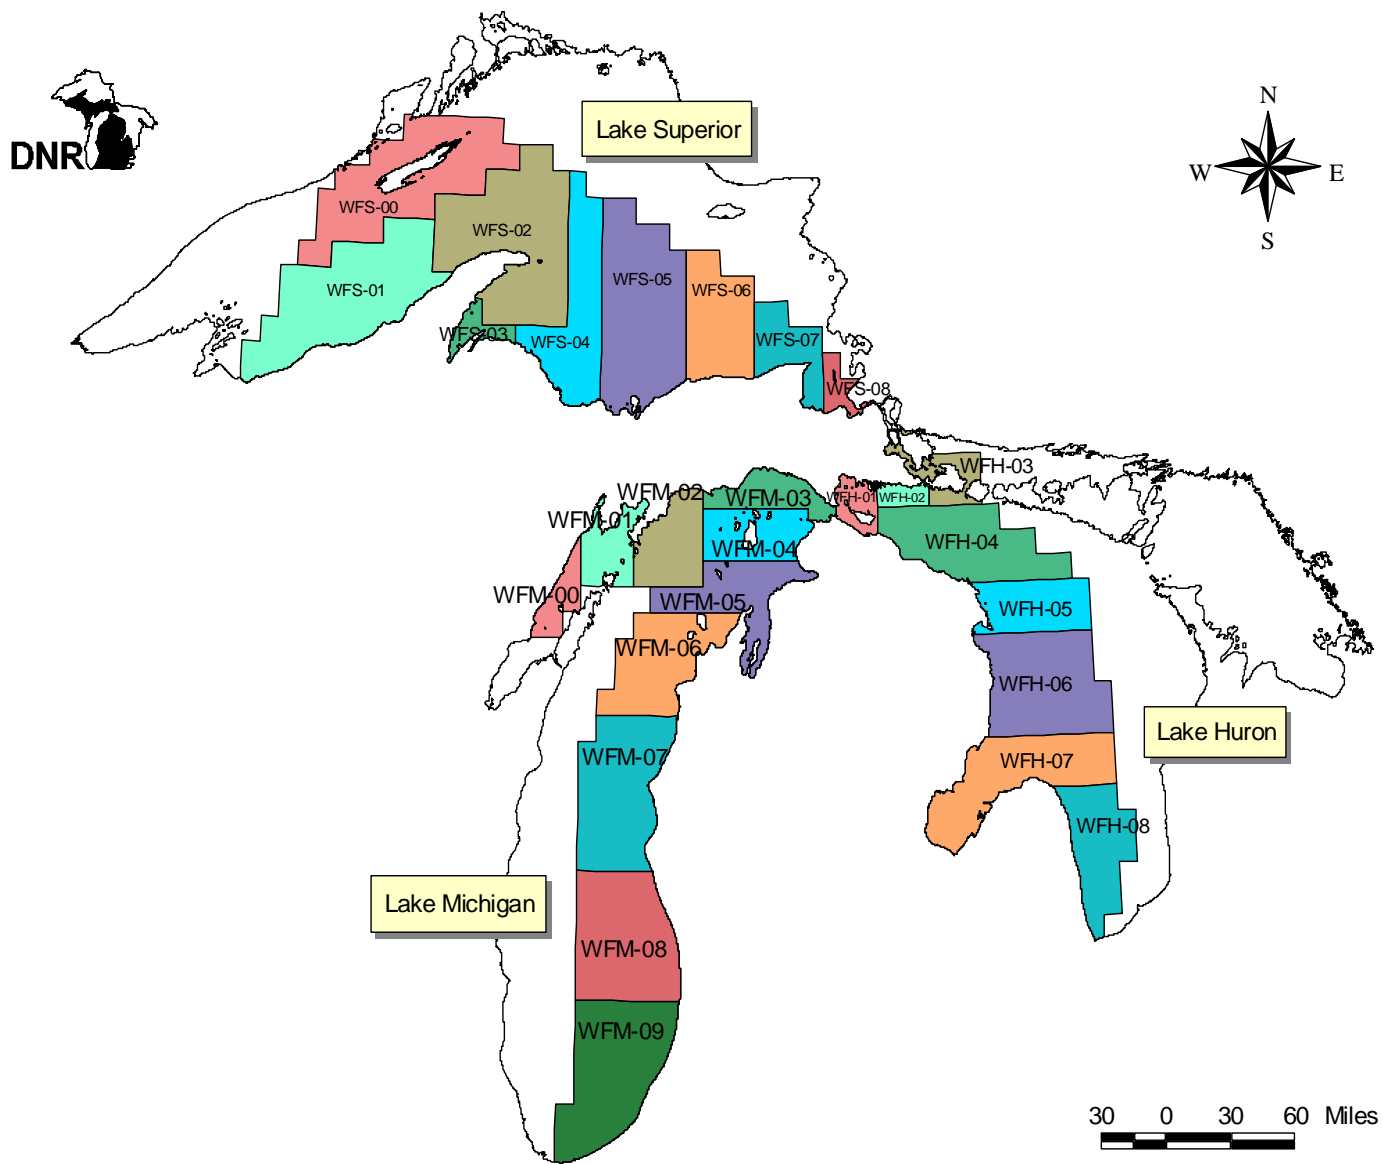 N
Lake Superior
DNR
W
E
WFS-00
WFS-02
S
WFS-05
WFS-01
WFS-06
WFS-03
WFS-04
WFS-07
WFS-08
WFH-03
WFM-02
WFM-03
WFH-01
WFH-02
WFM-01
WFH-04
WFM-04
WFM-00
WFM-05
WFH-05
WFM-06
WFH-06
Lake Huron
WFM-07
WFH-07
WFH-08
Lake Michigan
WFM-08
WFM-09
30 0 30 60 Miles